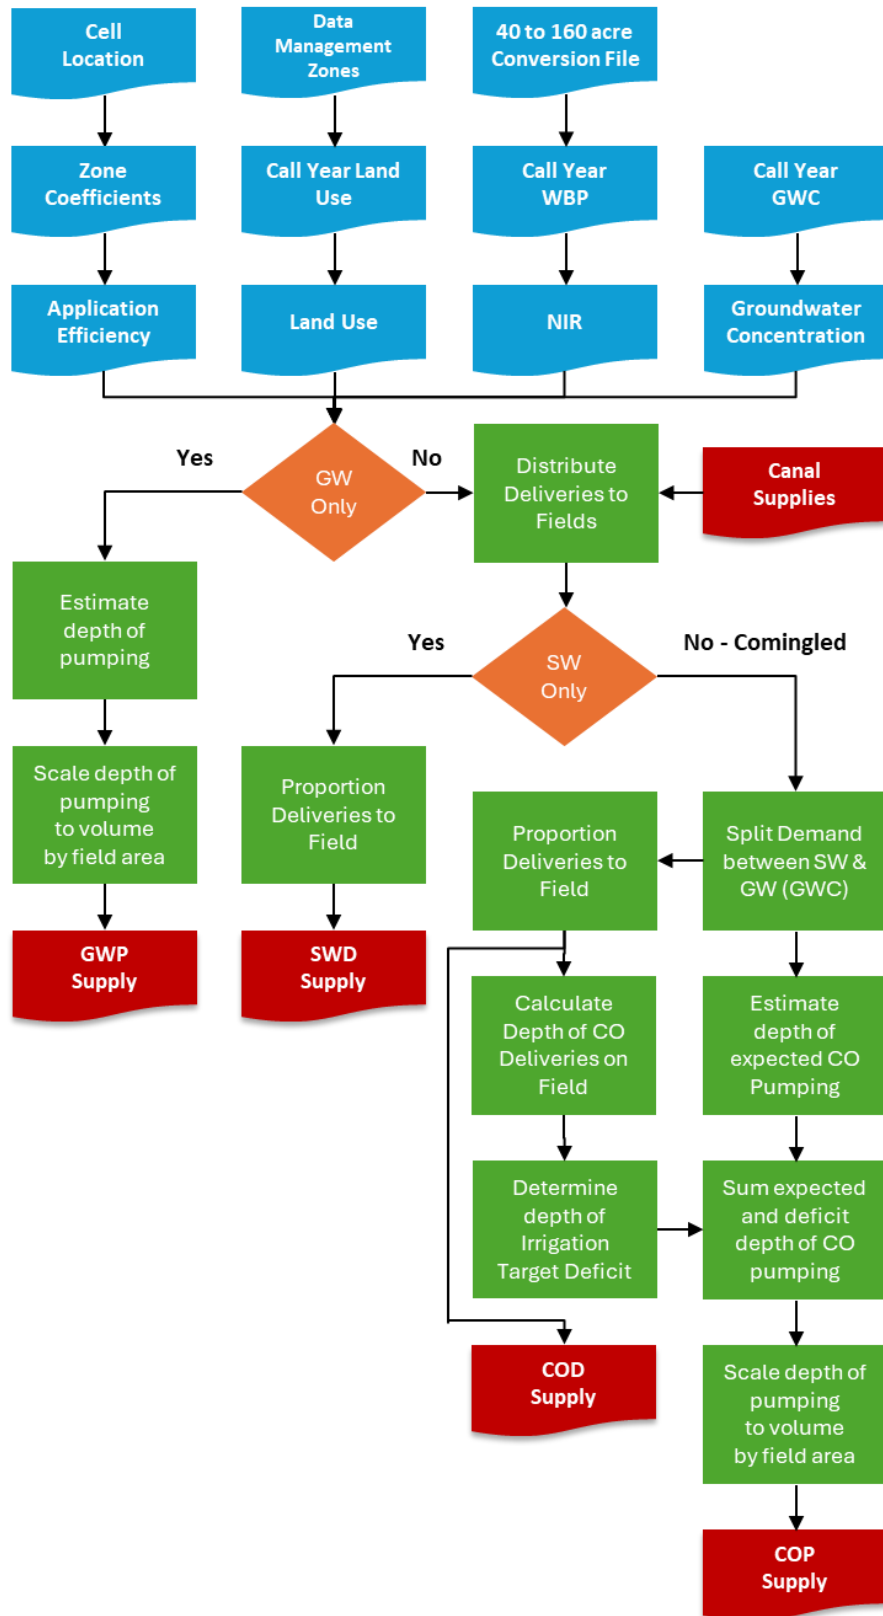 Cell
Location
Data
Management
Zones
40 to 160 acre
Conversion File
Zone
Coefficients
Call Year Land
Use
Call Year
WBP
Call Year
GWC
Application
Efficiency
Land Use
NIR
Groundwater
Concentration
Yes
GW
Only
No
Distribute
Deliveries to
Fields
Canal
Supplies
Estimate
depth of
pumping
Yes
SW
Only
No - Comingled
Scale depth of
pumping
to volume
by field area
Proportion
Deliveries to
Field
Proportion
Deliveries to
Field
Split Demand
between SW &
GW (GWC)
GWP
Supply
SWD
Supply
Calculate
Depth of CO
Deliveries on
Field
Estimate
depth of
expected CO
Pumping
Determine
depth of
Irrigation
Target Deficit
Sum expected
and deficit
depth of CO
pumping
COD
Supply
Scale depth of
pumping
to volume
by field area
COP
Supply